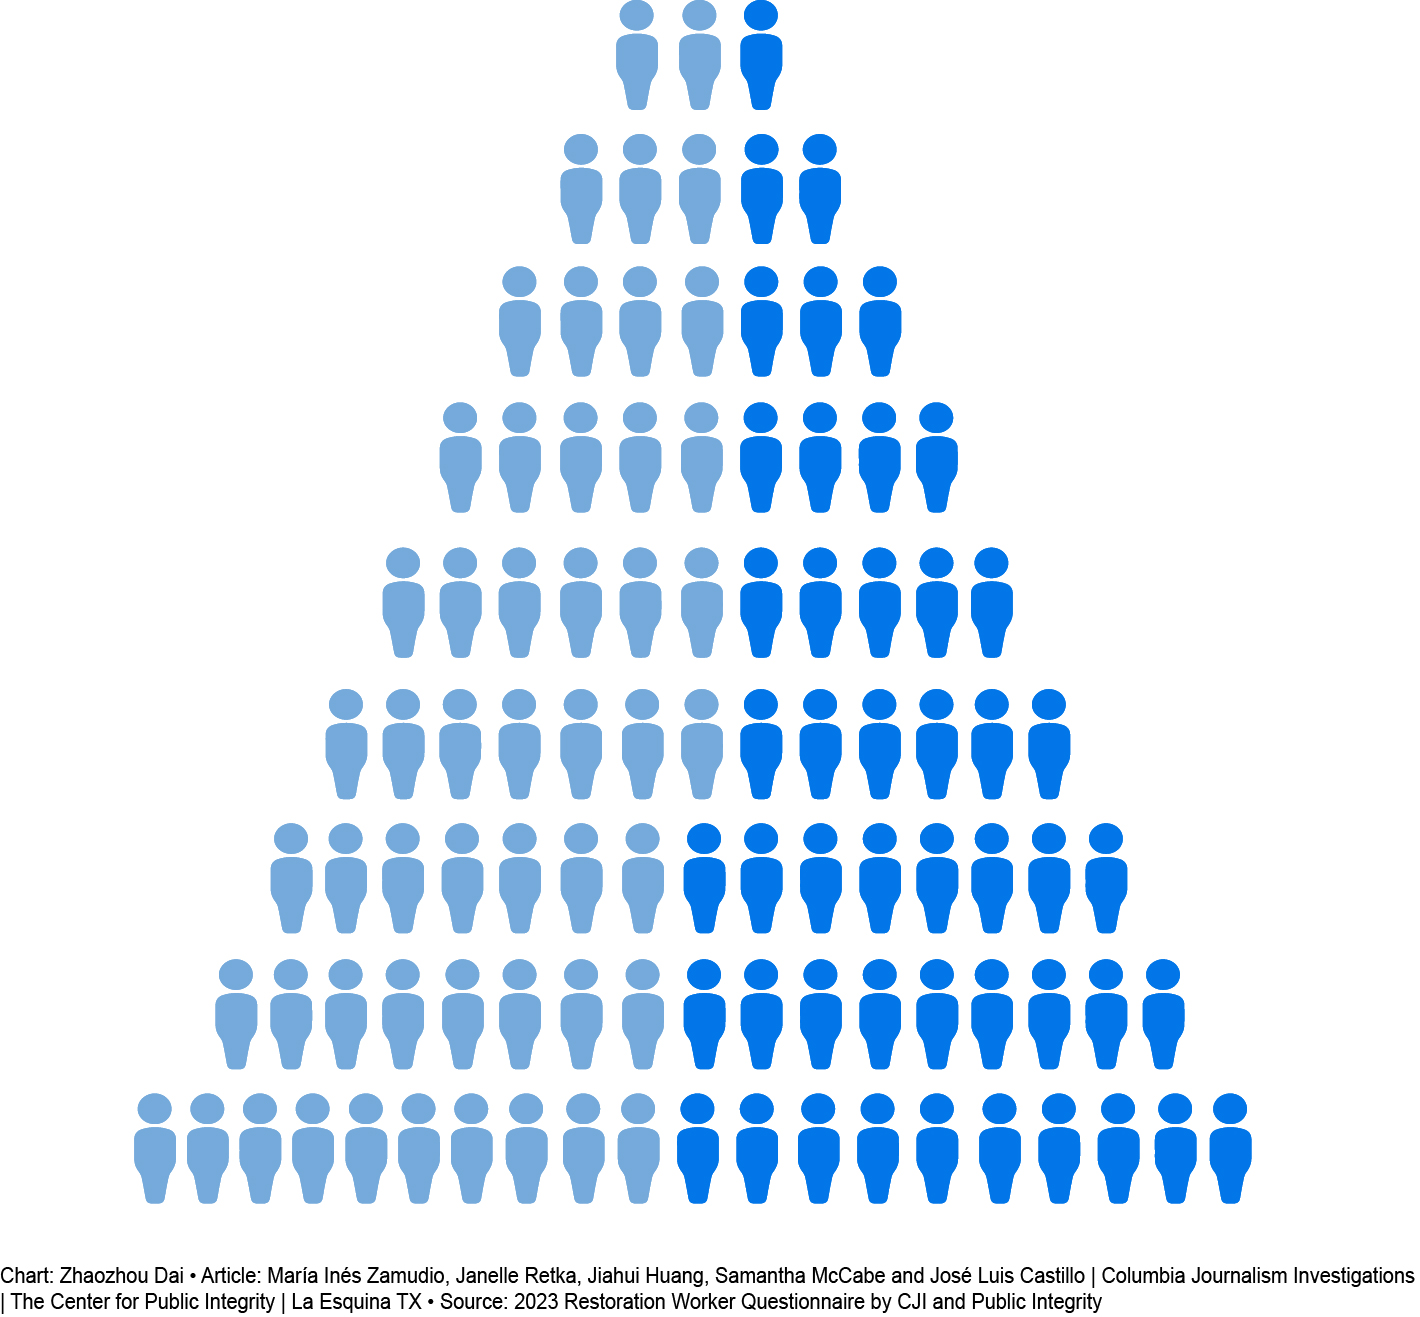 Chart: Zhaozhou Dai • Article: María Inés Zamudio, Janelle Retka, Jiahui Huang, Samantha McCabe and José Luis Castillo | Columbia Journalism Investigations
| The Center for Public Integrity | La Esquina TX • Source: 2023 Restoration Worker Questionnaire by CJI and Public Integrity